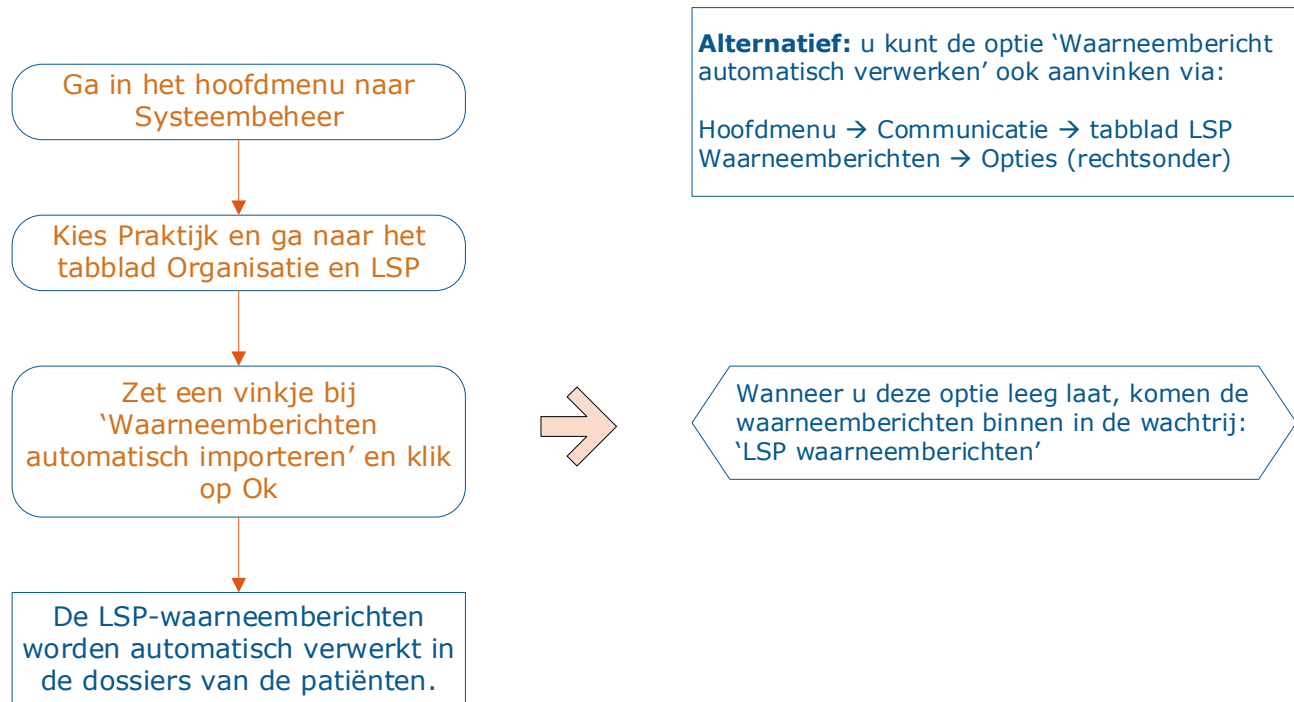 Ga in het hoofdmenu naar
Systeembeheer
Kies Praktijk en ga naar het
tabblad Organisatie en LSP
Zet een vinkje bij
‘Waarneemberichten
automatisch importeren’ en klik
op Ok
De LSP-waarneemberichten
worden automatisch verwerkt in
de dossiers van de patiënten.
Alternatief: u kunt de optie ‘Waarneembericht
automatisch verwerken’ ook aanvinken via:
Hoofdmenu → Communicatie → tabblad LSP
Waarneemberichten → Opties (rechtsonder)
Wanneer u deze optie leeg laat, komen de
waarneemberichten binnen in de wachtrij:
‘LSP waarneemberichten’